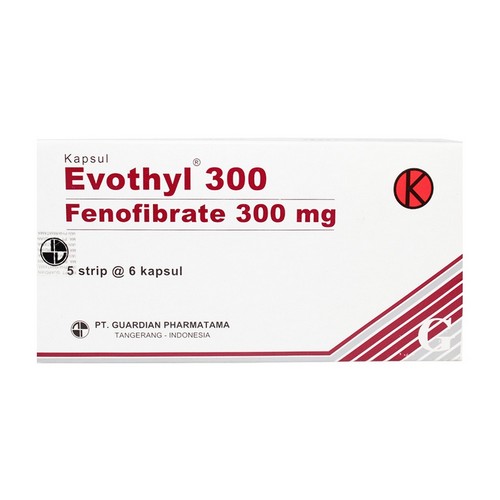 Kapsul
Evothyl® 300
Fenofibrate 300 mg
K
5 strip @ 6 kapsul
PT. GUARDIAN PHARMATAMA
TANGERANG - INDONESIA
G